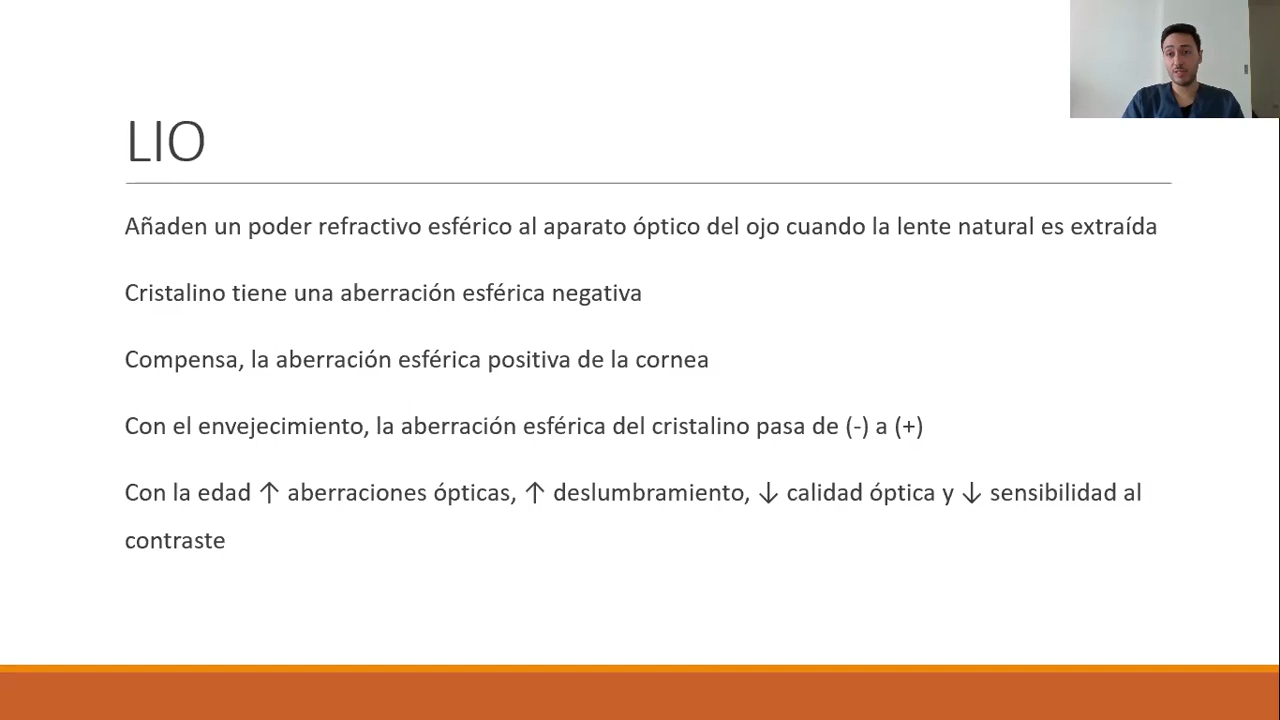 LIO
Añaden un poder refractivo esférico al aparato óptico del ojo cuando la lente natural es extraída
Cristalino tiene una aberración esférica negativa
Compensa, la aberración esférica positiva de la cornea
Con el envejecimiento, la aberración esférica del cristalino pasa de (-) a (+)
Con la edad ↑ aberraciones ópticas, ↑ deslumbramiento, ↓ calidad óptica y ↓ sensibilidad al
contraste